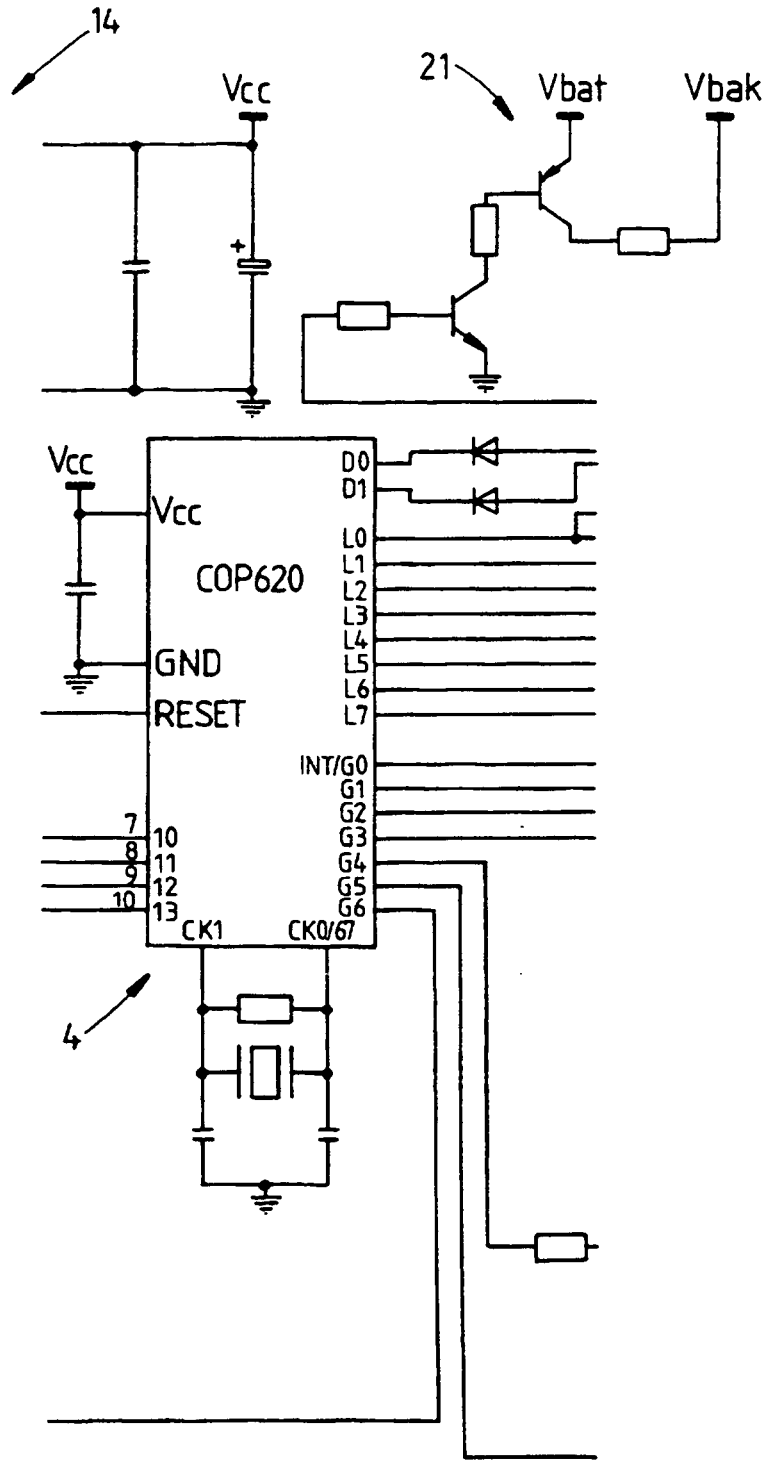 14
21
Vcc
Vbat
Vbak
+
Vcc
Vcc
COP620
GND
RESET
D0
D1
L0
L1
L2
L3
L4
L5
L6
L7
INT/G0
G1
G2
G3
G4
G5
G6
7 10
8 11
9 12
10 13
CK1
CK0/67
4